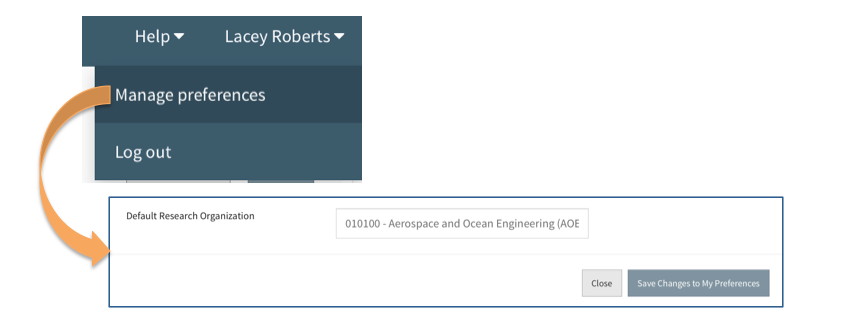 Help Lacey Roberts
Manage preferences
Log out
Default Research Organization
010100 - Aerospace and Ocean Engineering (AOE
Close Save Changes to My Preferences